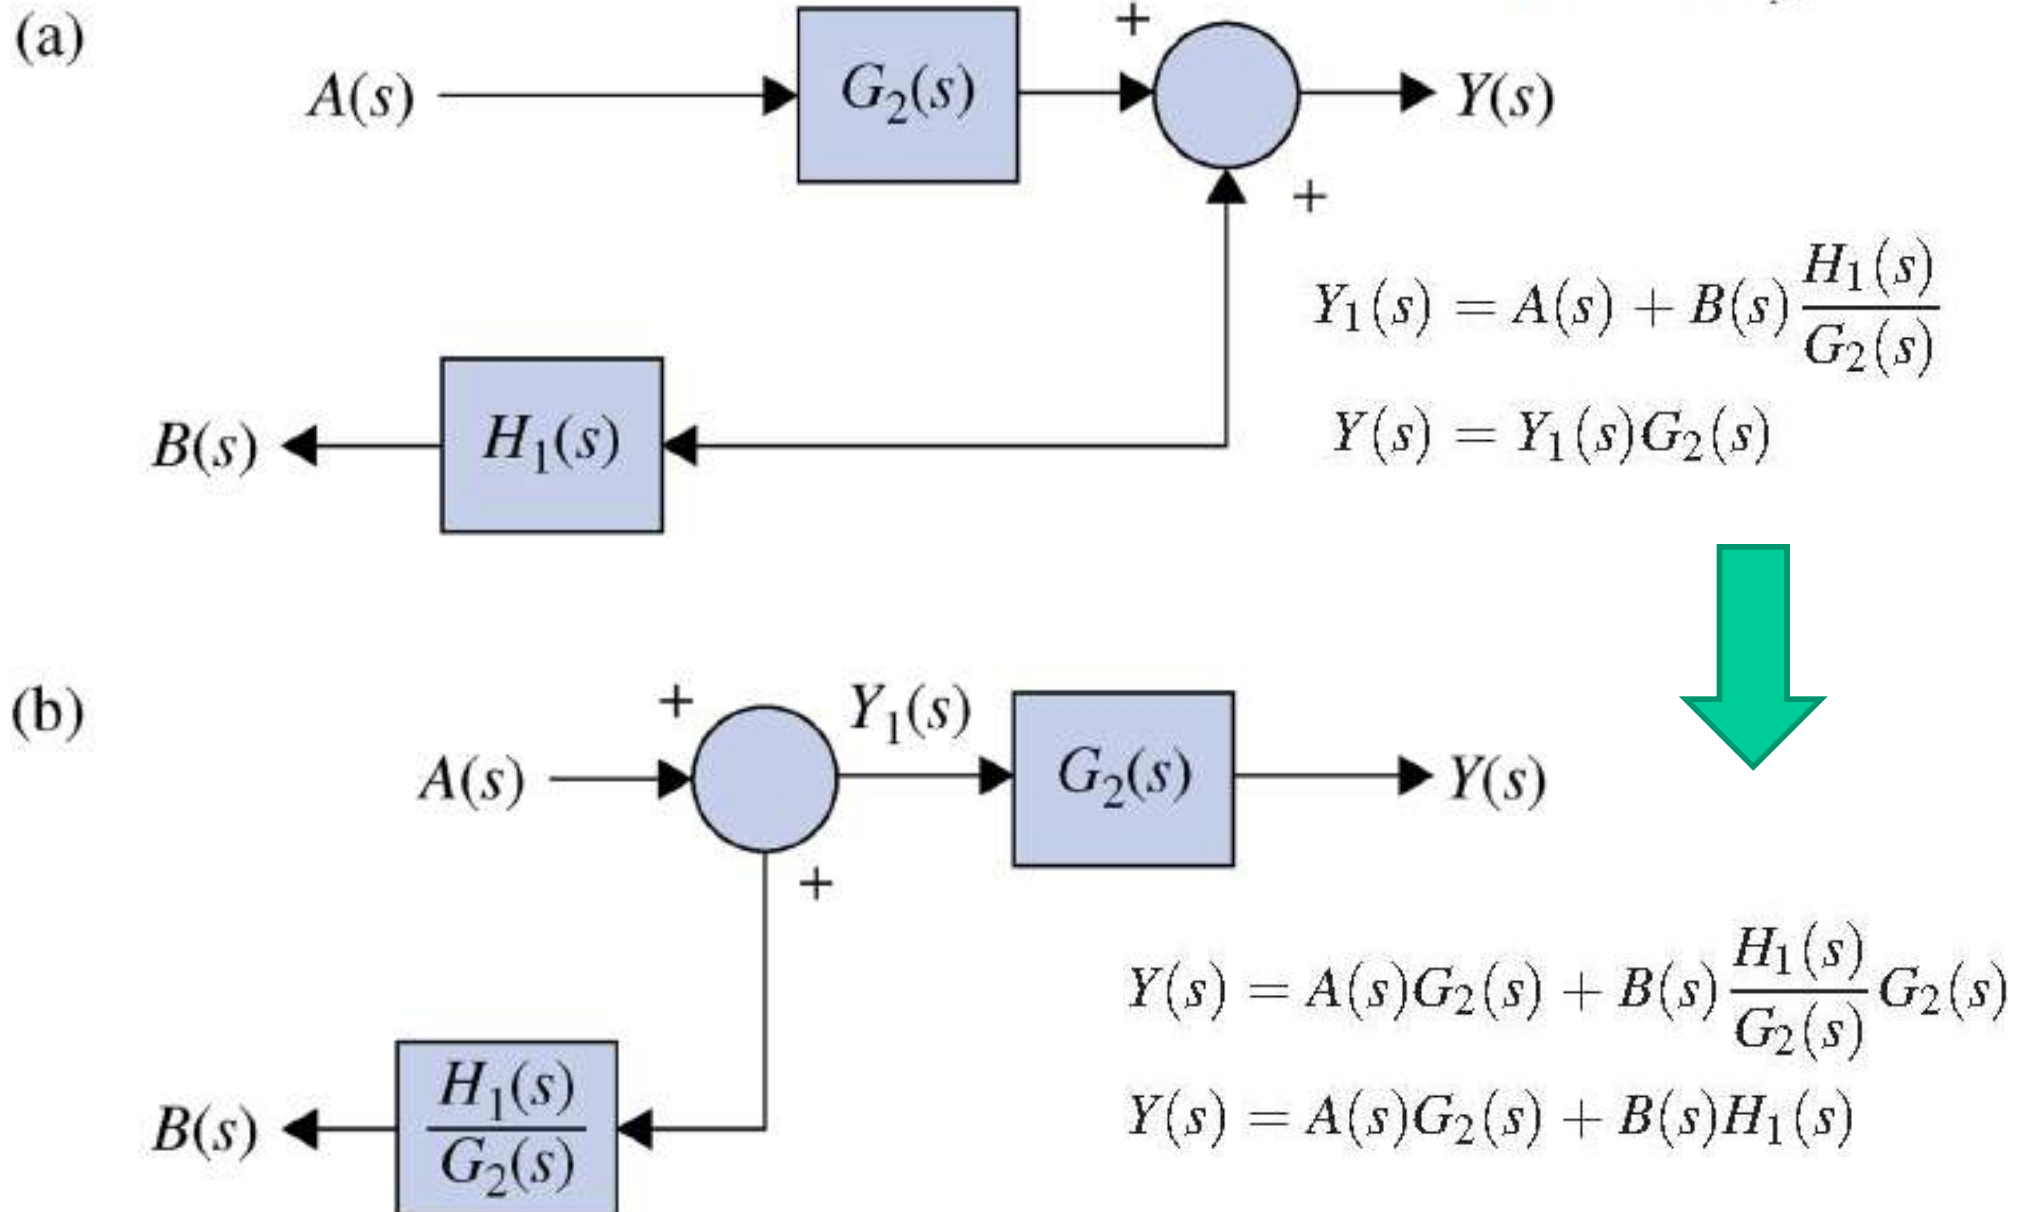 (a)
+
A(s)
G₂(s)
Y(s)
+
Y₁(s) = A(s) + B(s) H₁(s)/G₂(s)
B(s)
H₁(s)
Y(s) = Y₁(s)G₂(s)
(b)
+
Y₁(s)
A(s)
G₂(s)
Y(s)
+
Y(s) = A(s)G₂(s) + B(s) H₁(s)/G₂(s) G₂(s)
B(s)
H₁(s)/G₂(s)
Y(s) = A(s)G₂(s) + B(s)H₁(s)